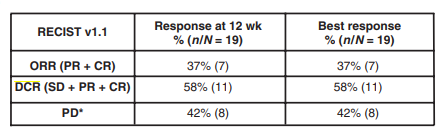 RECIST v1.1 Response at 12 wk Best response
% (n/N = 19) % (n/N = 19)
ORR (PR + CR) 37% (7) 37% (7)
DCR (SD + PR + CR) 58% (11) 58% (11)
PD* 42% (8) 42% (8)